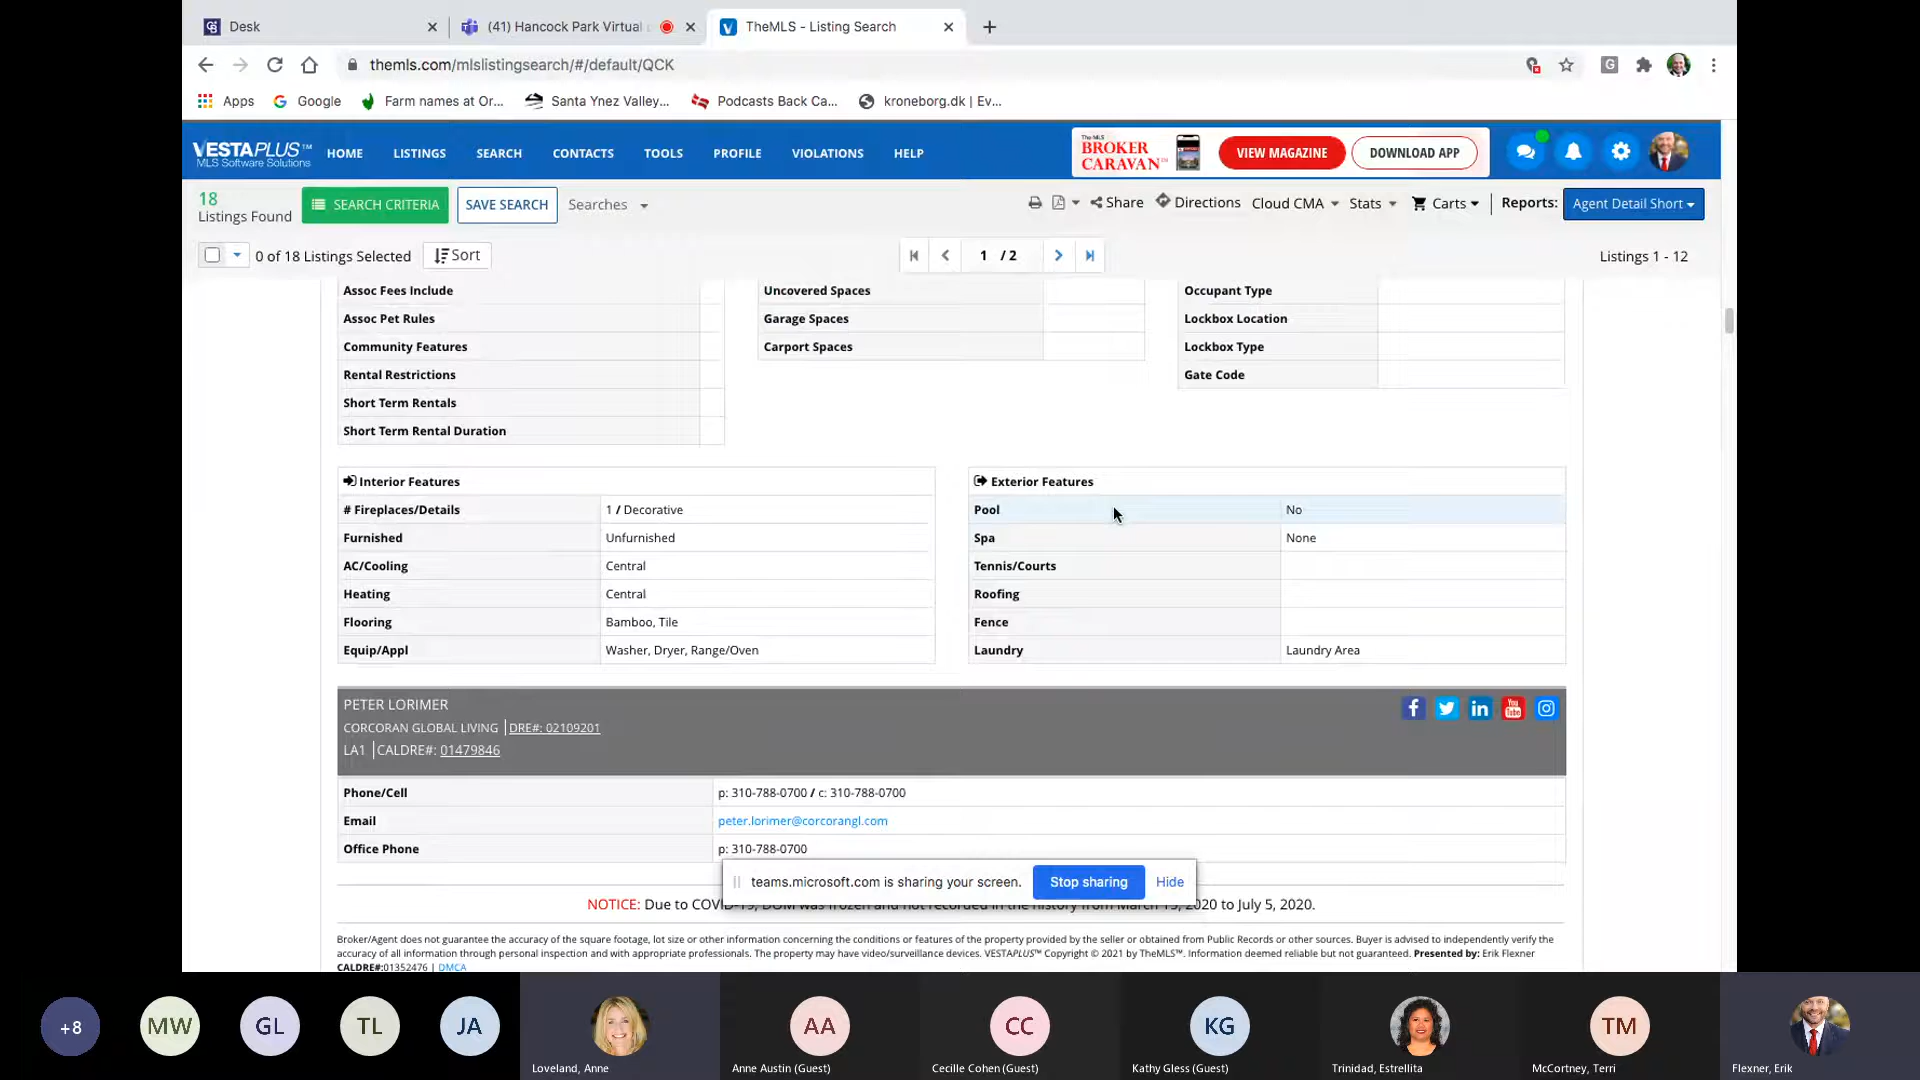 Desk
(41) Hancock Park Virtual
TheMLS - Listing Search
themls.com/mlslistingsearch/#/default/QCK
G
Apps
Google
Farm names at Or...
Santa Ynez Valley...
Podcasts Back Ca...
kroneborg.dk | Ev...
VESTAPLUS™
MLS Software Solutions
HOME
LISTINGS
SEARCH
CONTACTS
TOOLS
PROFILE
VIOLATIONS
HELP
The MLS
BROKER
CARAVAN™
VIEW MAGAZINE
DOWNLOAD APP
18
Listings Found
SEARCH CRITERIA
SAVE SEARCH
Searches
Share
Directions
Cloud CMA
Stats
Carts
Reports:
Agent Detail Short
0 of 18 Listings Selected
Sort
1 / 2
Listings 1 - 12
Assoc Fees Include
Assoc Pet Rules
Community Features
Rental Restrictions
Short Term Rentals
Short Term Rental Duration
Uncovered Spaces
Garage Spaces
Carport Spaces
Occupant Type
Lockbox Location
Lockbox Type
Gate Code
Interior Features
# Fireplaces/Details 1 / Decorative
Furnished Unfurnished
AC/Cooling Central
Heating Central
Flooring Bamboo, Tile
Equip/Appl Washer, Dryer, Range/Oven
Exterior Features
Pool No
Spa None
Tennis/Courts
Roofing
Fence
Laundry Laundry Area
PETER LORIMER
CORCORAN GLOBAL LIVING | DRE#: 02109201
LA1 | CALDRE#: 01479846
Phone/Cell p: 310-788-0700 / c: 310-788-0700
Email peter.lorimer@corcorangl.com
Office Phone p: 310-788-0700
teams.microsoft.com is sharing your screen.
Stop sharing
Hide
NOTICE: Due to COVID-19, DOM was frozen and not recorded in the history from March 15, 2020 to July 5, 2020.
Broker/Agent does not guarantee the accuracy of the square footage, lot size or other information concerning the conditions or features of the property provided by the seller or obtained from Public Records or other sources. Buyer is advised to independently verify the
accuracy of all information through personal inspection and with appropriate professionals. The property may have video/surveillance devices. VESTAPLUS™ Copyright © 2021 by TheMLS™. Information deemed reliable but not guaranteed. Presented by: Erik Flexner
CALDRE#:01352476 | DMCA
+8
MW
GL
TL
JA
Loveland, Anne
AA
Anne Austin (Guest)
CC
Cecille Cohen (Guest)
KG
Kathy Gless (Guest)
Trinidad, Estrellita
TM
McCortney, Terri
Flexner, Erik